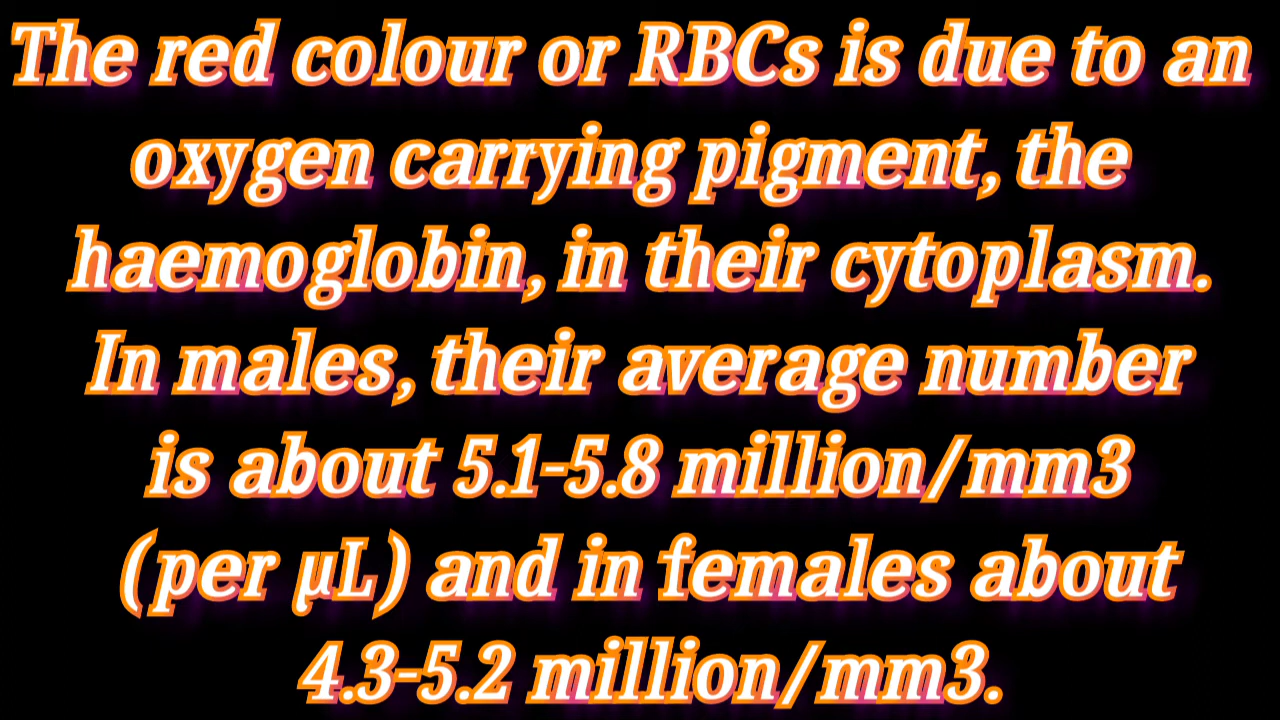 The red colour or RBCs is due to an
oxygen carrying pigment, the
haemoglobin, in their cytoplasm.
In males, their average number
is about 5.1-5.8 million/mm3
(per µL) and in females about
4.3-5.2 million/mm3.